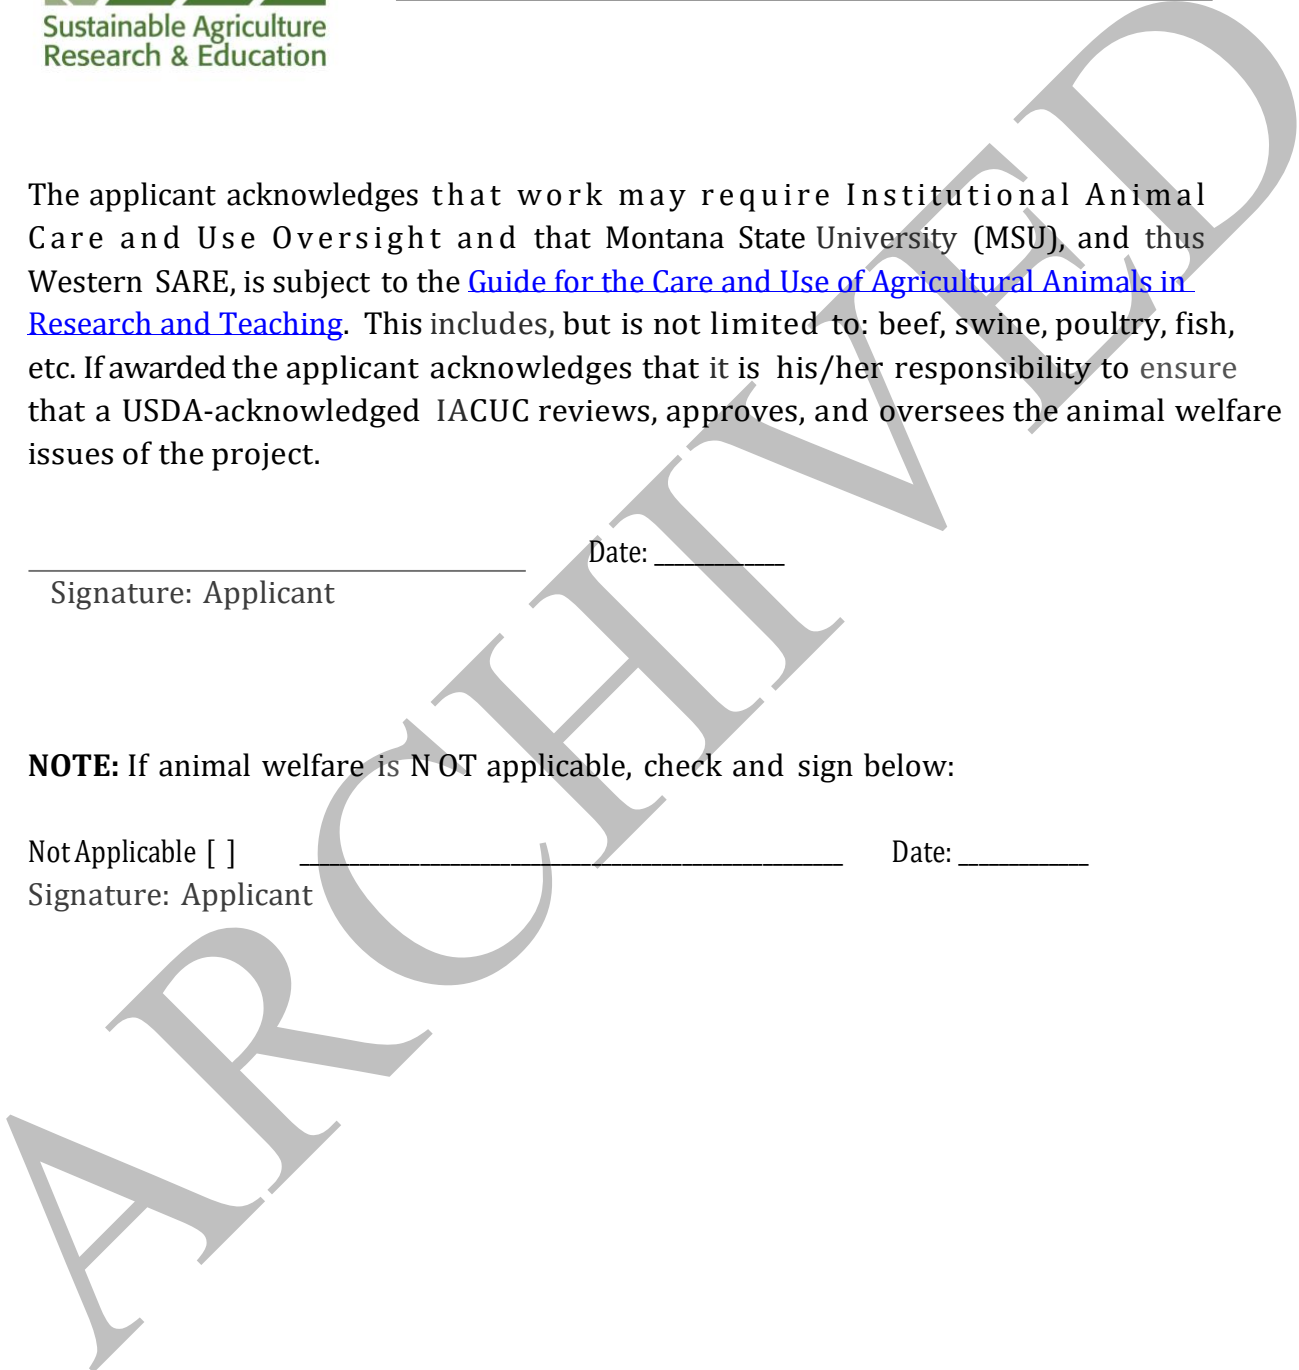 Sustainable Agriculture
Research & Education
The applicant acknowledges that work may require Institutional Animal
Care and Use Oversight and that Montana State University (MSU), and thus
Western SARE, is subject to the Guide for the Care and Use of Agricultural Animals in
Research and Teaching. This includes, but is not limited to: beef, swine, poultry, fish,
etc. If awarded the applicant acknowledges that it is his/her responsibility to ensure
that a USDA-acknowledged IACUC reviews, approves, and oversees the animal welfare
issues of the project.
Date: _____________
Signature: Applicant
NOTE: If animal welfare is NOT applicable, check and sign below:
Not Applicable [ ] ______________________________________________________ Date: _____________
Signature: Applicant
ARCHIVED